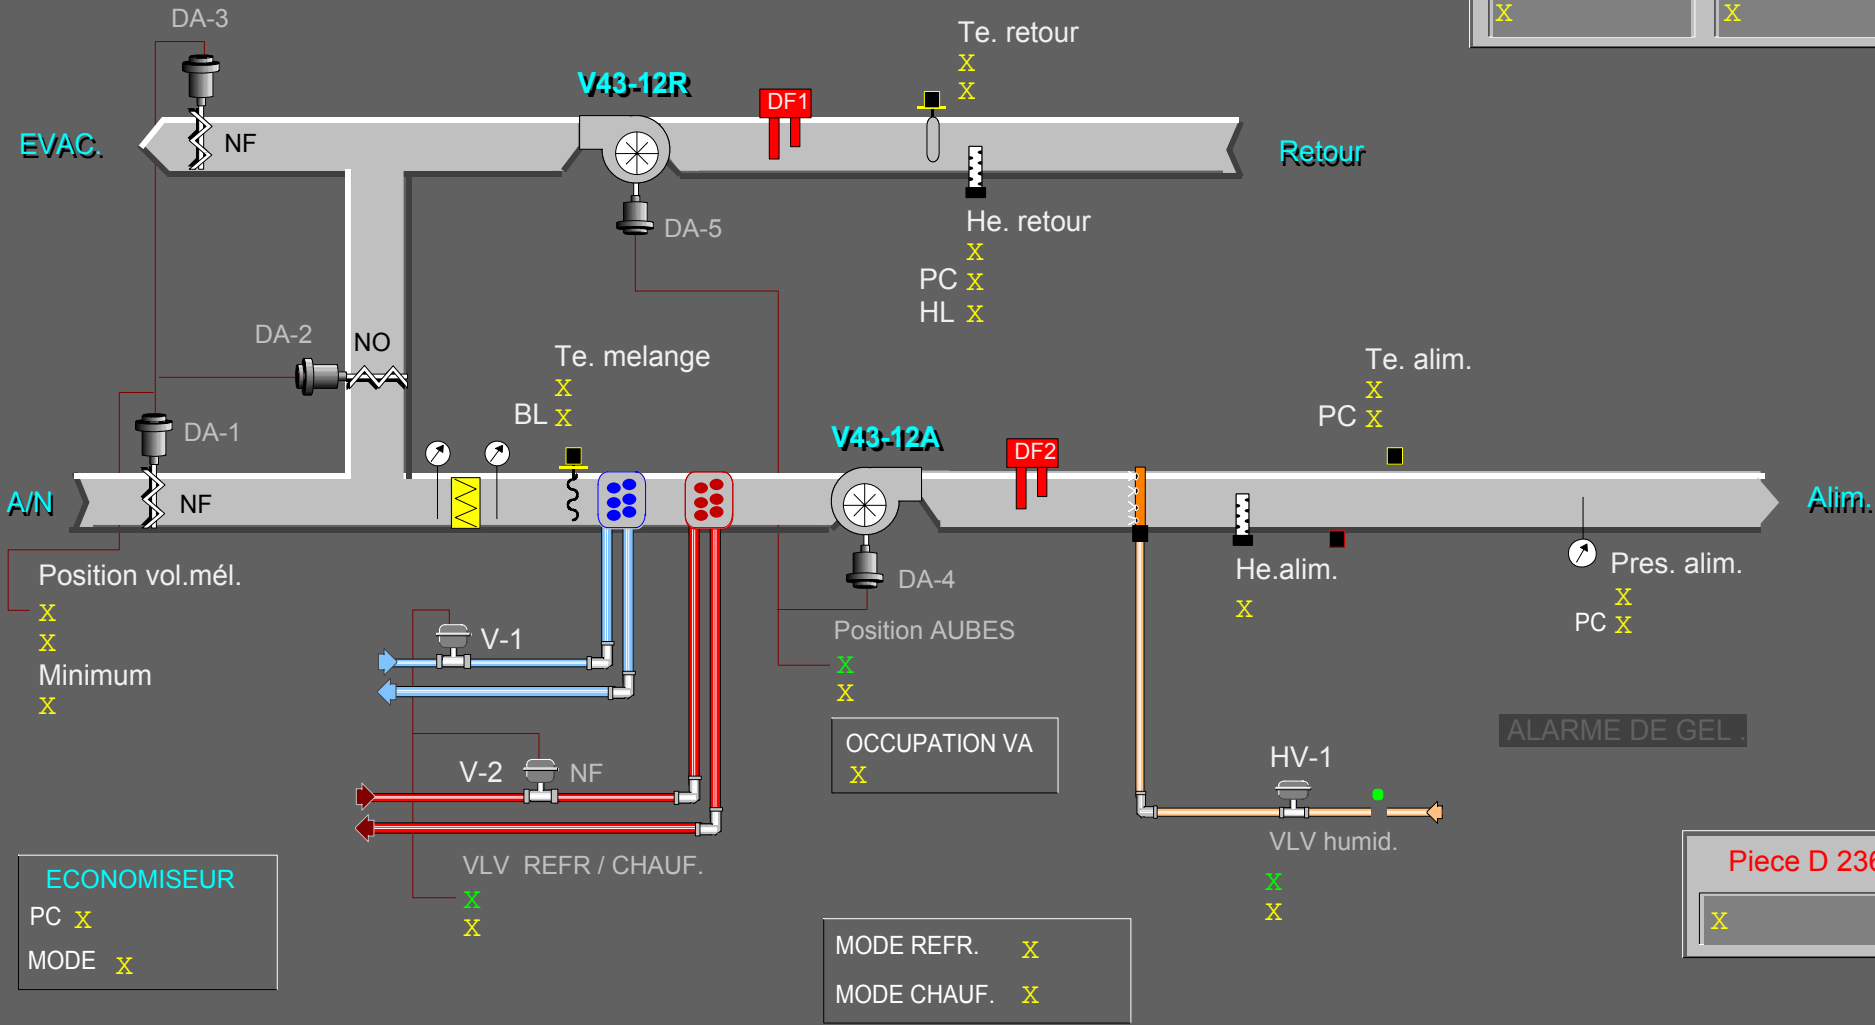 DA-3
X X
Te. retour
X
X
V43-12R
DF1
EVAC.
NF
Retour
DA-5
He. retour
X
PC X
HL X
DA-2
NO
Te. melange
X
BL X
Te. alim.
X
PC X
DA-1
V43-12A
DF2
A/N
NF
Alim.
Position vol.mél.
X
X
Minimum
X
He.alim.
X
Pres. alim.
X
PC X
DA-4
Position AUBES
X
X
V-1
OCCUPATION VA
X
ALARME DE GEL .
V-2
NF
HV-1
VLV humid.
X
X
VLV REFR / CHAUF.
X
X
ECONOMISEUR
PC X
MODE X
MODE REFR. X
MODE CHAUF. X
Piece D 236
X